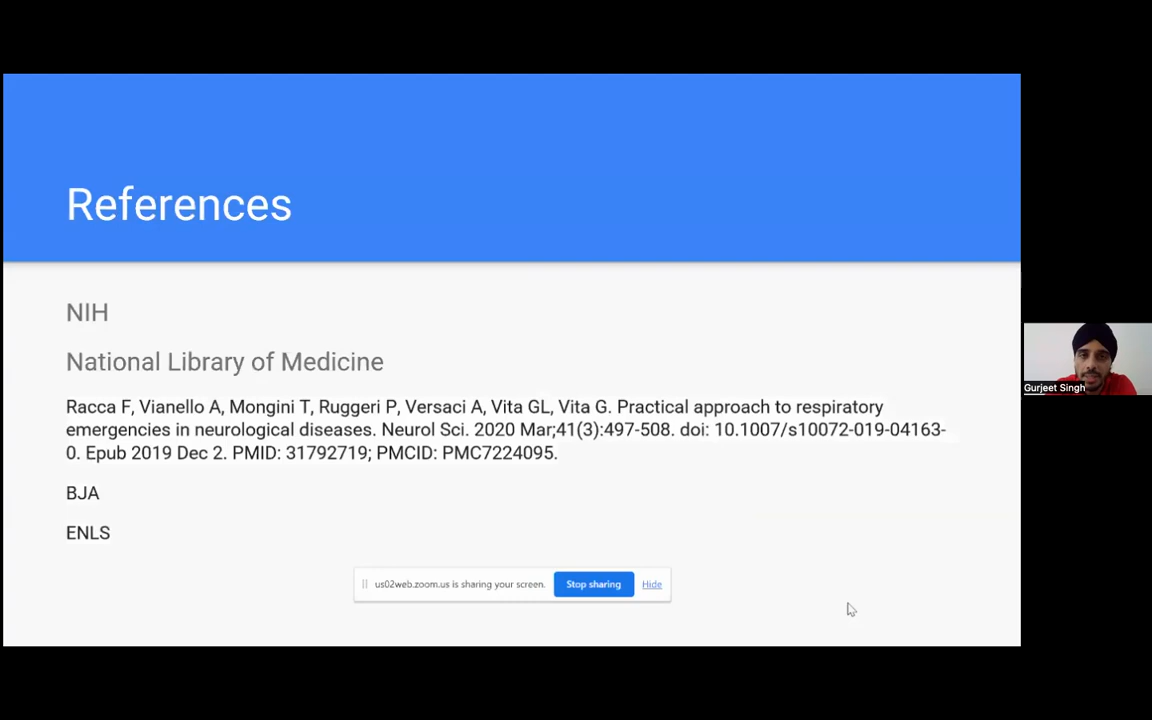 References
NIH
National Library of Medicine
Racca F, Vianello A, Mongini T, Ruggeri P, Versaci A, Vita GL, Vita G. Practical approach to respiratory
emergencies in neurological diseases. Neurol Sci. 2020 Mar;41(3):497-508. doi: 10.1007/s10072-019-04163-
0. Epub 2019 Dec 2. PMID: 31792719; PMCID: PMC7224095.
BJA
ENLS
us02web.zoom.us is sharing your screen. Stop sharing Hide
Gurjeet Singh